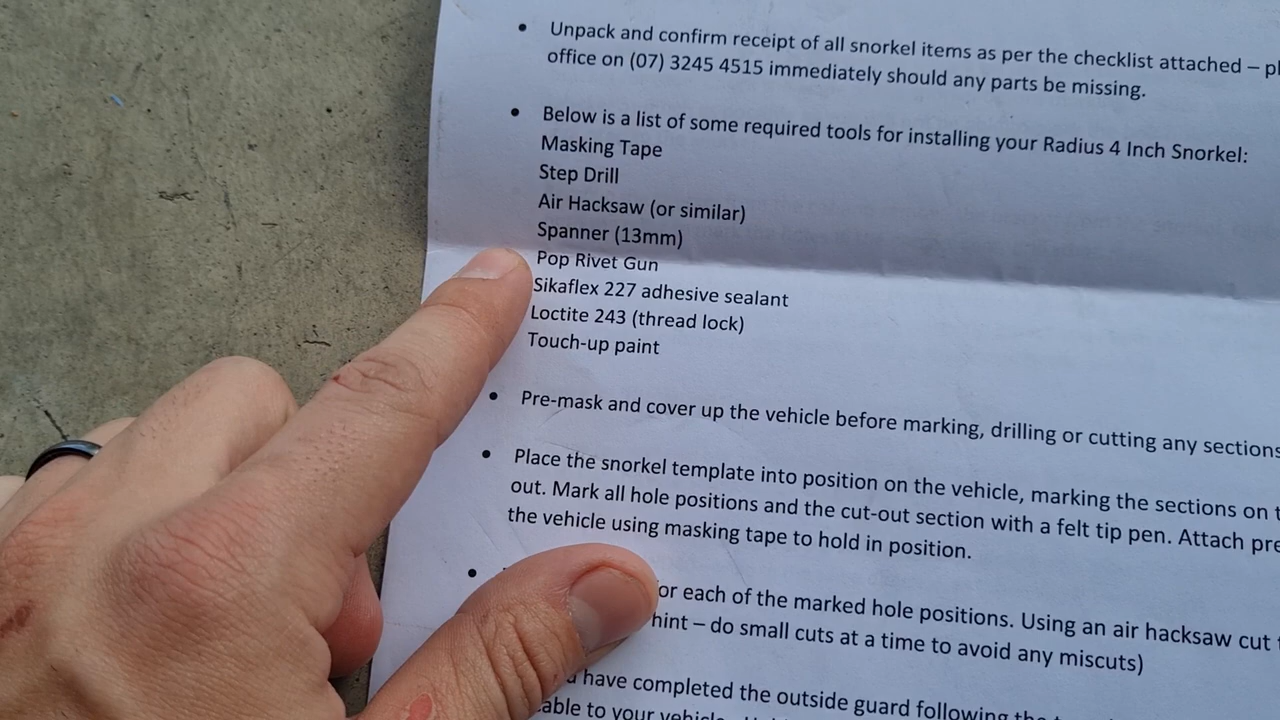 • Unpack and confirm receipt of all snorkel items as per the checklist attached –
office on (07) 3245 4515 immediately should any parts be missing.
• Below is a list of some required tools for installing your Radius 4 Inch Snorkel:
Masking Tape
Step Drill
Air Hacksaw (or similar)
Spanner (13mm)
Pop Rivet Gun
Sikaflex 227 adhesive sealant
Loctite 243 (thread lock)
Touch-up paint
• Pre-mask and cover up the vehicle before marking, drilling or cutting any sections
• Place the snorkel template into position on the vehicle, marking the sections on
out. Mark all hole positions and the cut-out section with a felt tip pen. Attach
the vehicle using masking tape to hold in position.
• each of the marked hole positions. Using an air hacksaw cut
hint – do small cuts at a time to avoid any miscuts)
have completed the outside guard following the
to your vehicle.